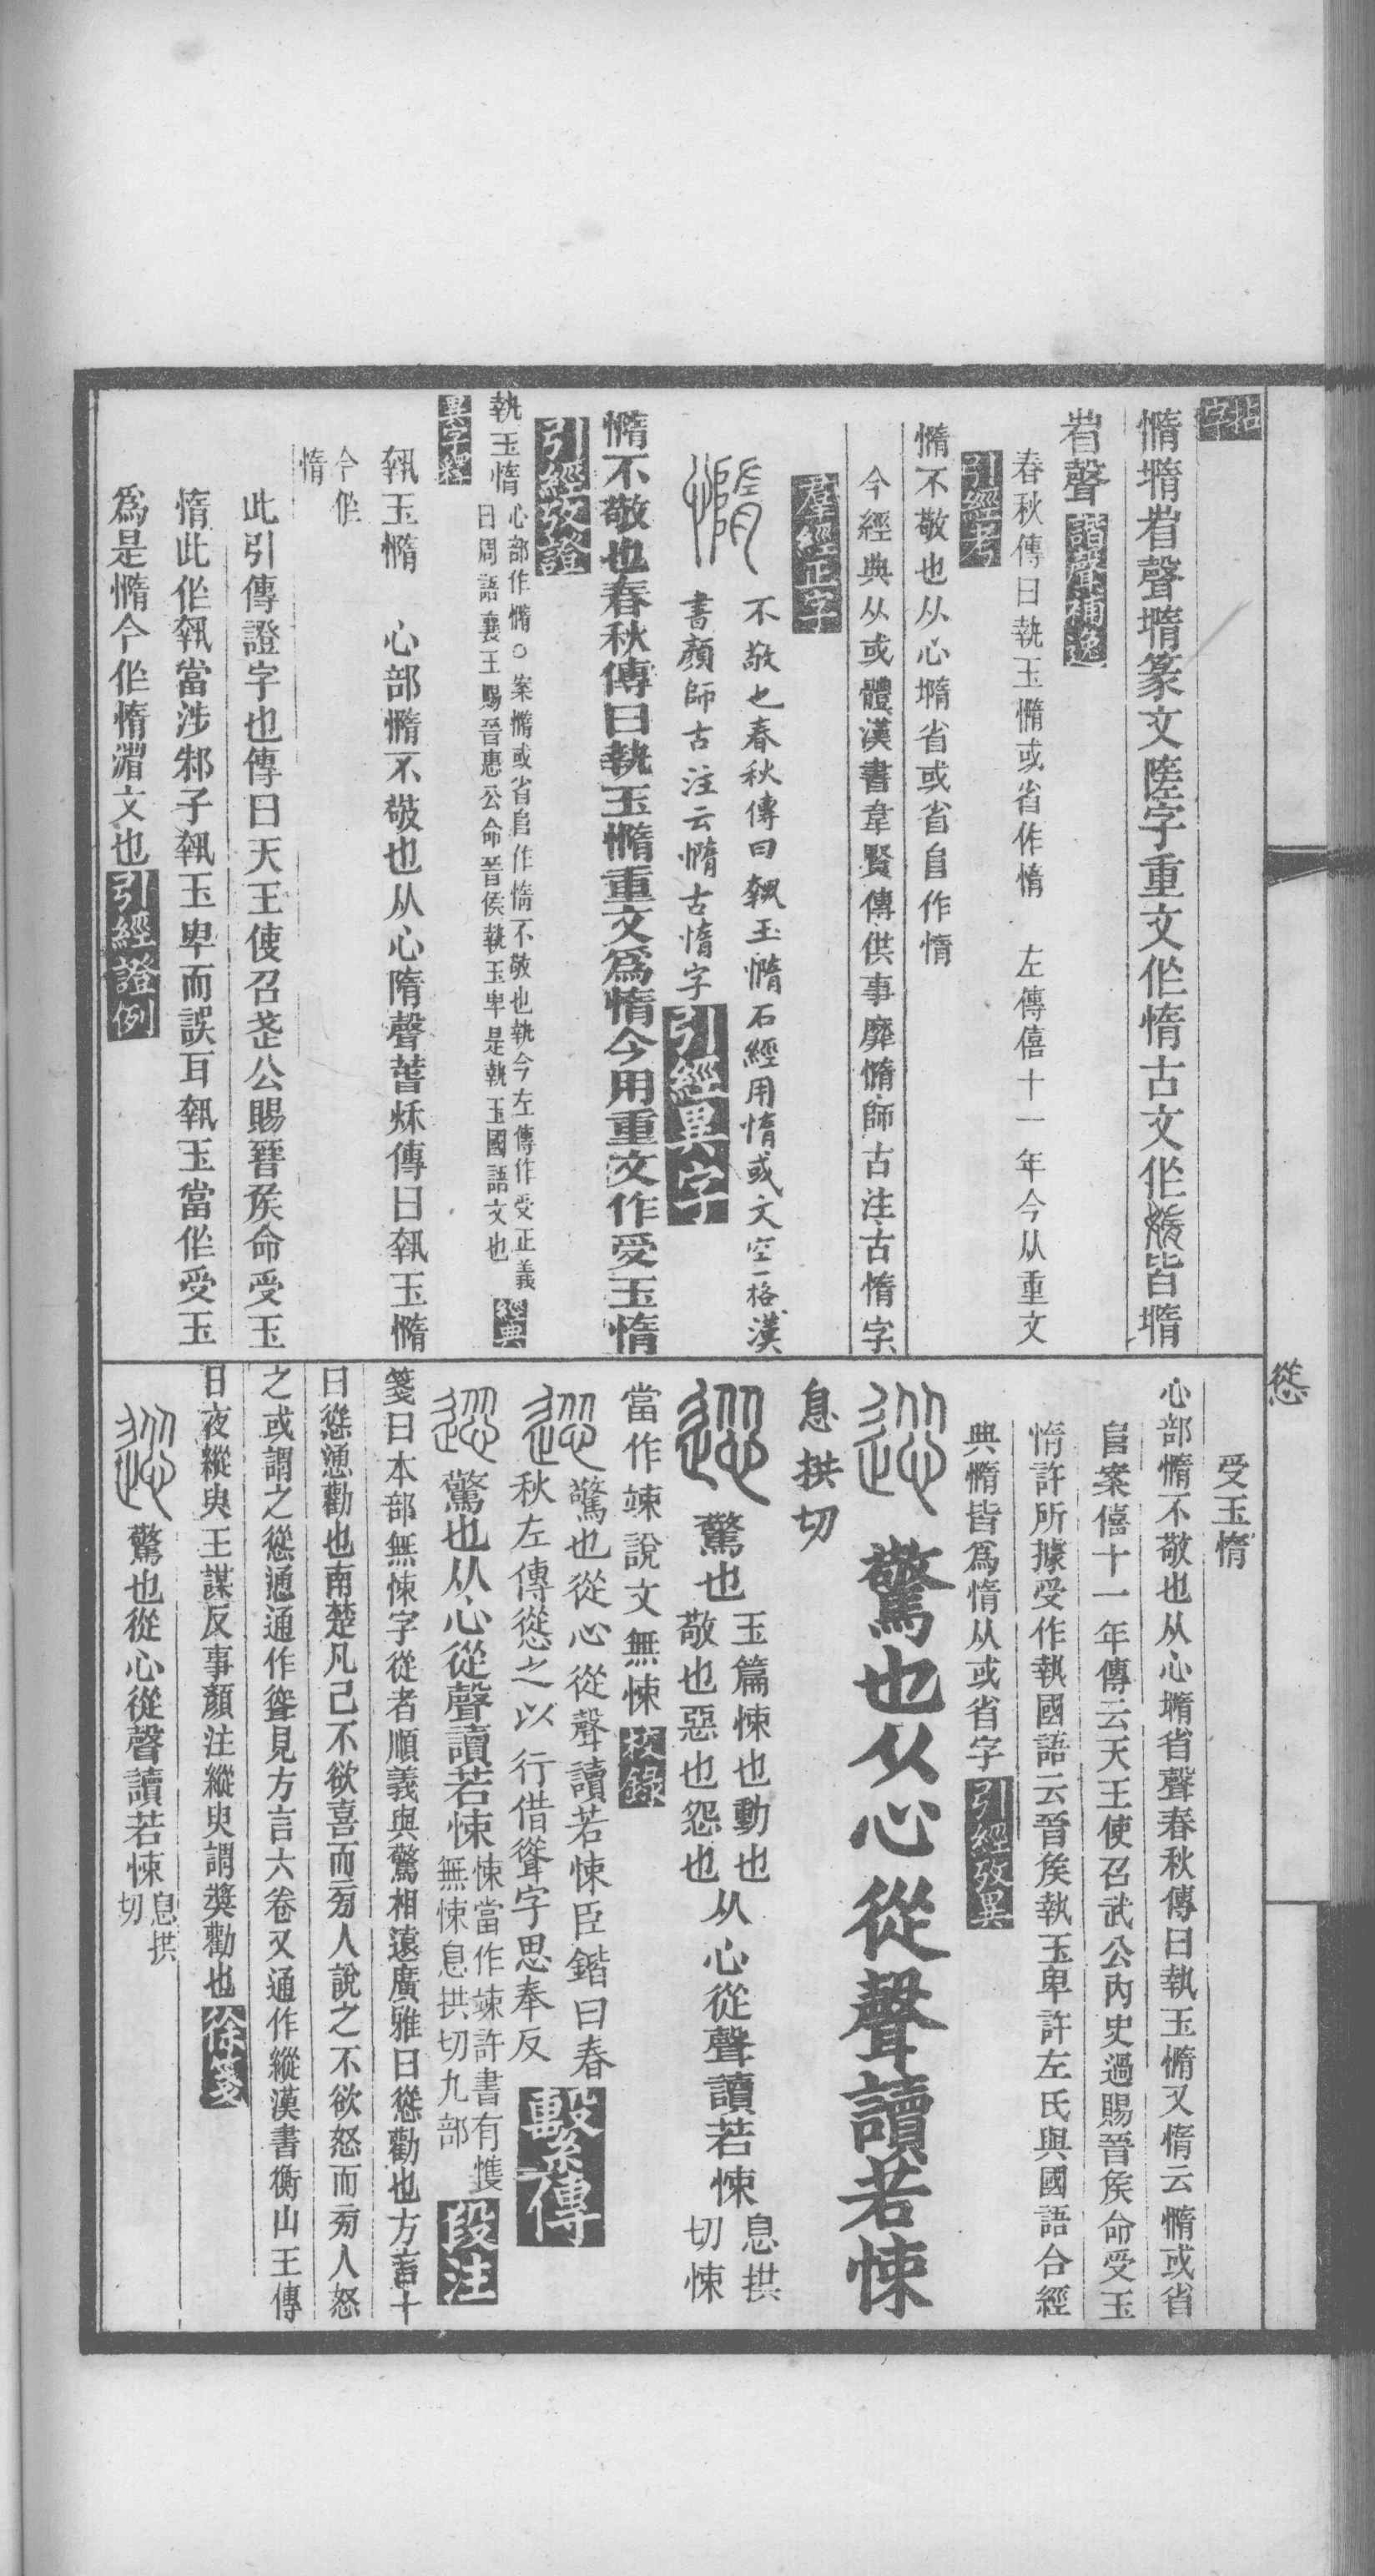 惰㙐㫺聲㙐篆文陸字重文作惰古文作皆㙐
㫺聲 諧聲補逸
春秋傳曰執玉憜或省作惰 左傳僖十一年今从重文
引經考
憜不敬也从心㙐省或省𨸏作惰
今經典从或體漢書韋賢傳供事靡憜師古注古惰字
羣經正字
不敬也春秋傳曰執玉憜石經用惰或文空一格漢
書顏師古注云憜古惰字 引經異字
憜不敬也春秋傳曰執玉憜重文爲惰今用重文作受玉惰
引經攷證
執玉惰 心部作憜○案憜或省𨸏作惰不敬也執今左傳作受正義
曰周語襄王賜晉惠公命晉侯執玉卑是執玉國語文也 經典
異字釋
執玉憜 心部憜不敬也从心隋聲萅秌傳曰執玉憜
今作
惰
此引傳證字也傳曰天王使召武公賜晉矦命受玉
惰此作執當涉邾子執玉卑而誤耳執玉當作受玉
爲是憜今作惰渻文也 引經證例
慫
受玉惰
心部憜不敬也从心㙐省聲春秋傳曰執玉憜又惰云憜或省
𨸏案僖十一年傳云天王使召武公內史過賜晉矦命受玉
惰許所據受作執國語云晉矦執玉卑許左氏與國語合經
典憜皆爲惰从或省字 引經攷異
驚也从心從聲讀若悚
息拱切
驚也 玉篇悚也動也
敬也惡也怨也 从心從聲讀若悚 息拱
切悚
當作竦說文無悚 校錄
驚也從心從聲讀若悚臣鍇曰春
秋左傳慫之以行借聳字思奉反 繫傳
驚也从心從聲讀若悚 悚當作竦許書有愯
無悚息拱切九部 段注
箋曰本部無悚字從者順義與驚相遠廣雅曰慫勸也方言十
曰慫慂勸也南楚凡己不欲喜而㫄人說之不欲怒而㫄人怒
之或謂之慫慂通作聳見方言六卷又通作縱漢書衡山王傳
日夜縱臾王謀反事顏注縱臾謂奬勸也 徐箋
驚也從心從聲讀若悚 息拱
切